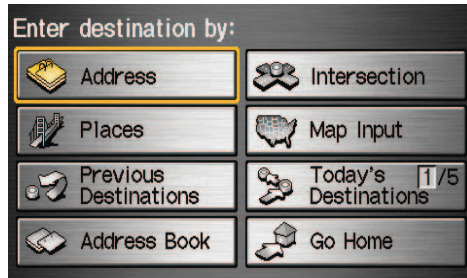 Enter destination by:
Address
Intersection
Places
Map Input
Previous
Destinations
Today's 1/5
Destinations
Address Book
Go Home